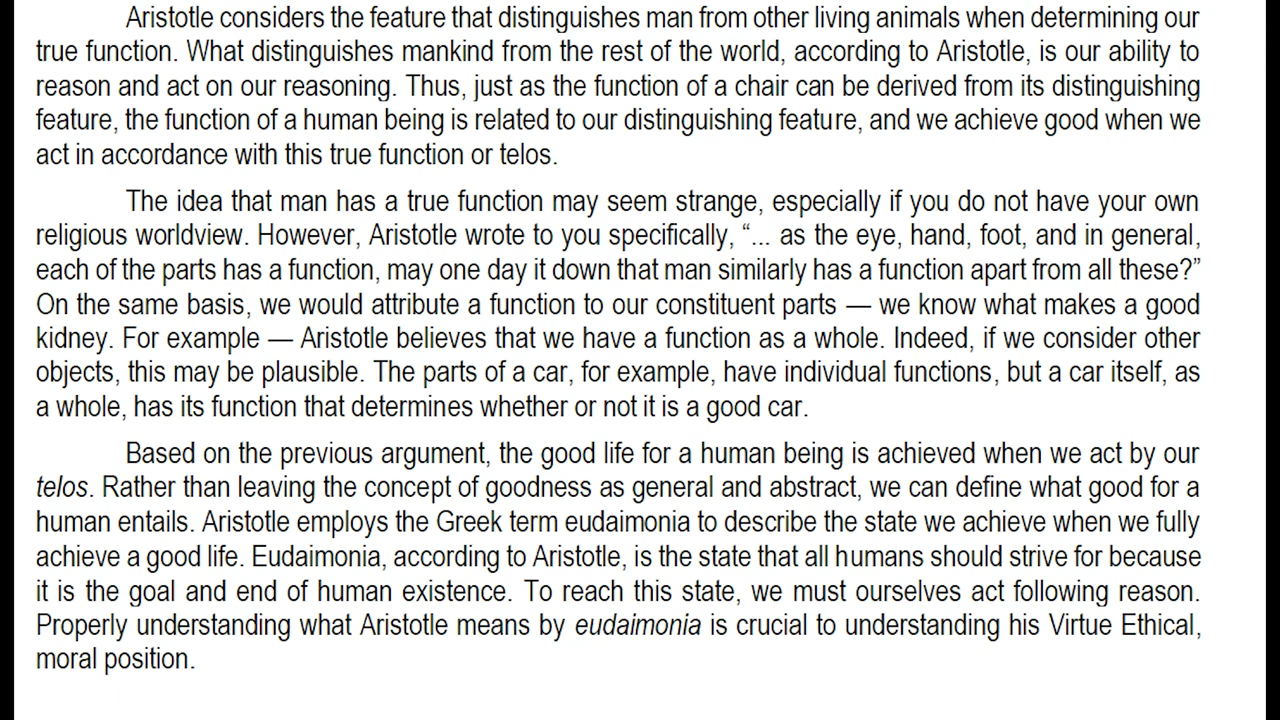 Aristotle considers the feature that distinguishes man from other living animals when determining our
true function. What distinguishes mankind from the rest of the world, according to Aristotle, is our ability to
reason and act on our reasoning. Thus, just as the function of a chair can be derived from its distinguishing
feature, the function of a human being is related to our distinguishing feature, and we achieve good when we
act in accordance with this true function or telos.
The idea that man has a true function may seem strange, especially if you do not have your own
religious worldview. However, Aristotle wrote to you specifically, “... as the eye, hand, foot, and in general,
each of the parts has a function, may one day it down that man similarly has a function apart from all these?”
On the same basis, we would attribute a function to our constituent parts — we know what makes a good
kidney. For example — Aristotle believes that we have a function as a whole. Indeed, if we consider other
objects, this may be plausible. The parts of a car, for example, have individual functions, but a car itself, as
a whole, has its function that determines whether or not it is a good car.
Based on the previous argument, the good life for a human being is achieved when we act by our
telos. Rather than leaving the concept of goodness as general and abstract, we can define what good for a
human entails. Aristotle employs the Greek term eudaimonia to describe the state we achieve when we fully
achieve a good life. Eudaimonia, according to Aristotle, is the state that all humans should strive for because
it is the goal and end of human existence. To reach this state, we must ourselves act following reason.
Properly understanding what Aristotle means by eudaimonia is crucial to understanding his Virtue Ethical,
moral position.